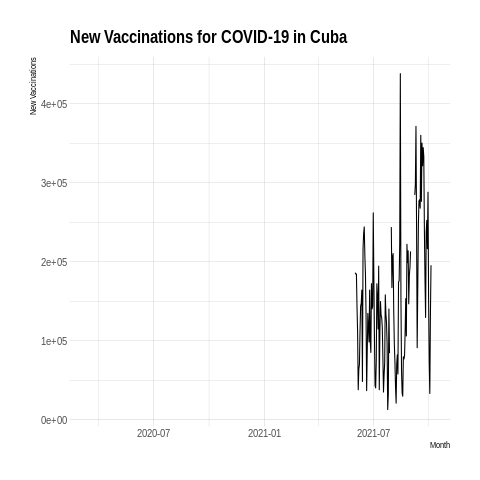 New Vaccinations for COVID-19 in Cuba
New Vaccinations
4e+05
3e+05
2e+05
1e+05
0e+00
2020-07 2021-01 2021-07
Month